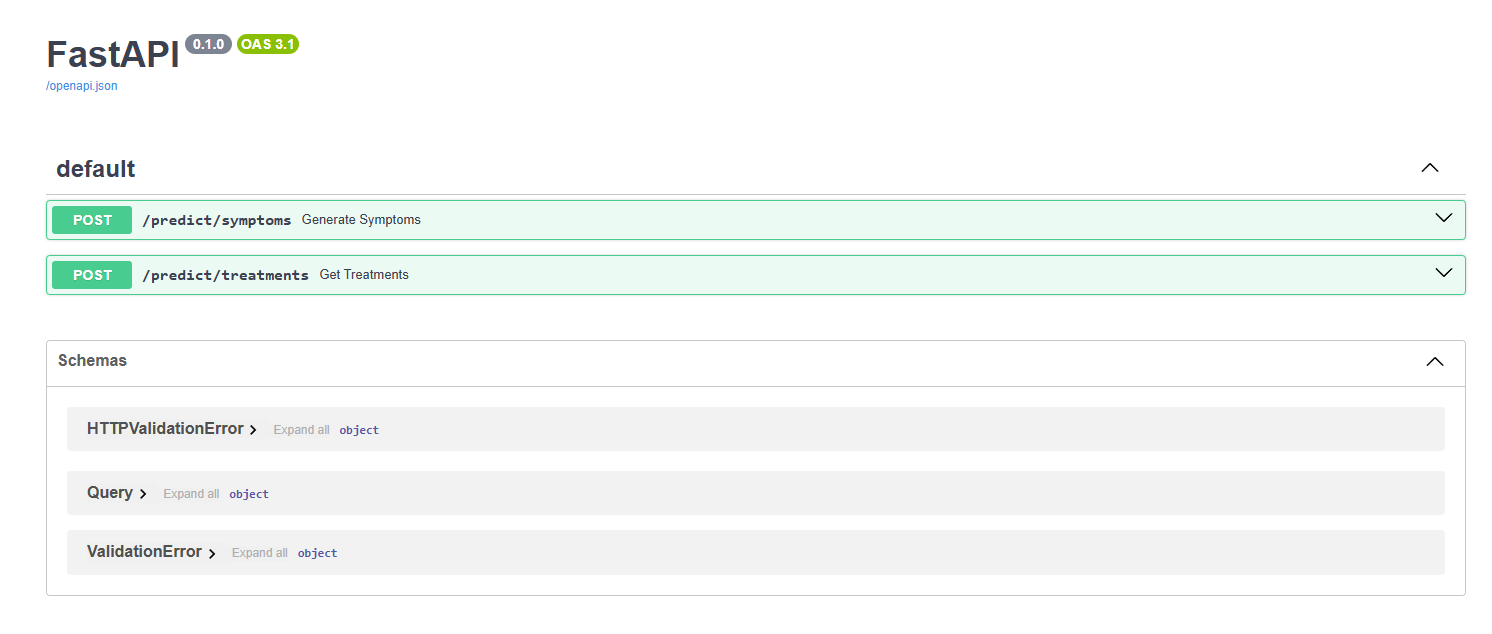 FastAPI 0.1.0 OAS 3.1
/openapi.json
default
POST /predict/symptoms Generate Symptoms
POST /predict/treatments Get Treatments
Schemas
HTTPValidationError Expand all object
Query Expand all object
ValidationError Expand all object